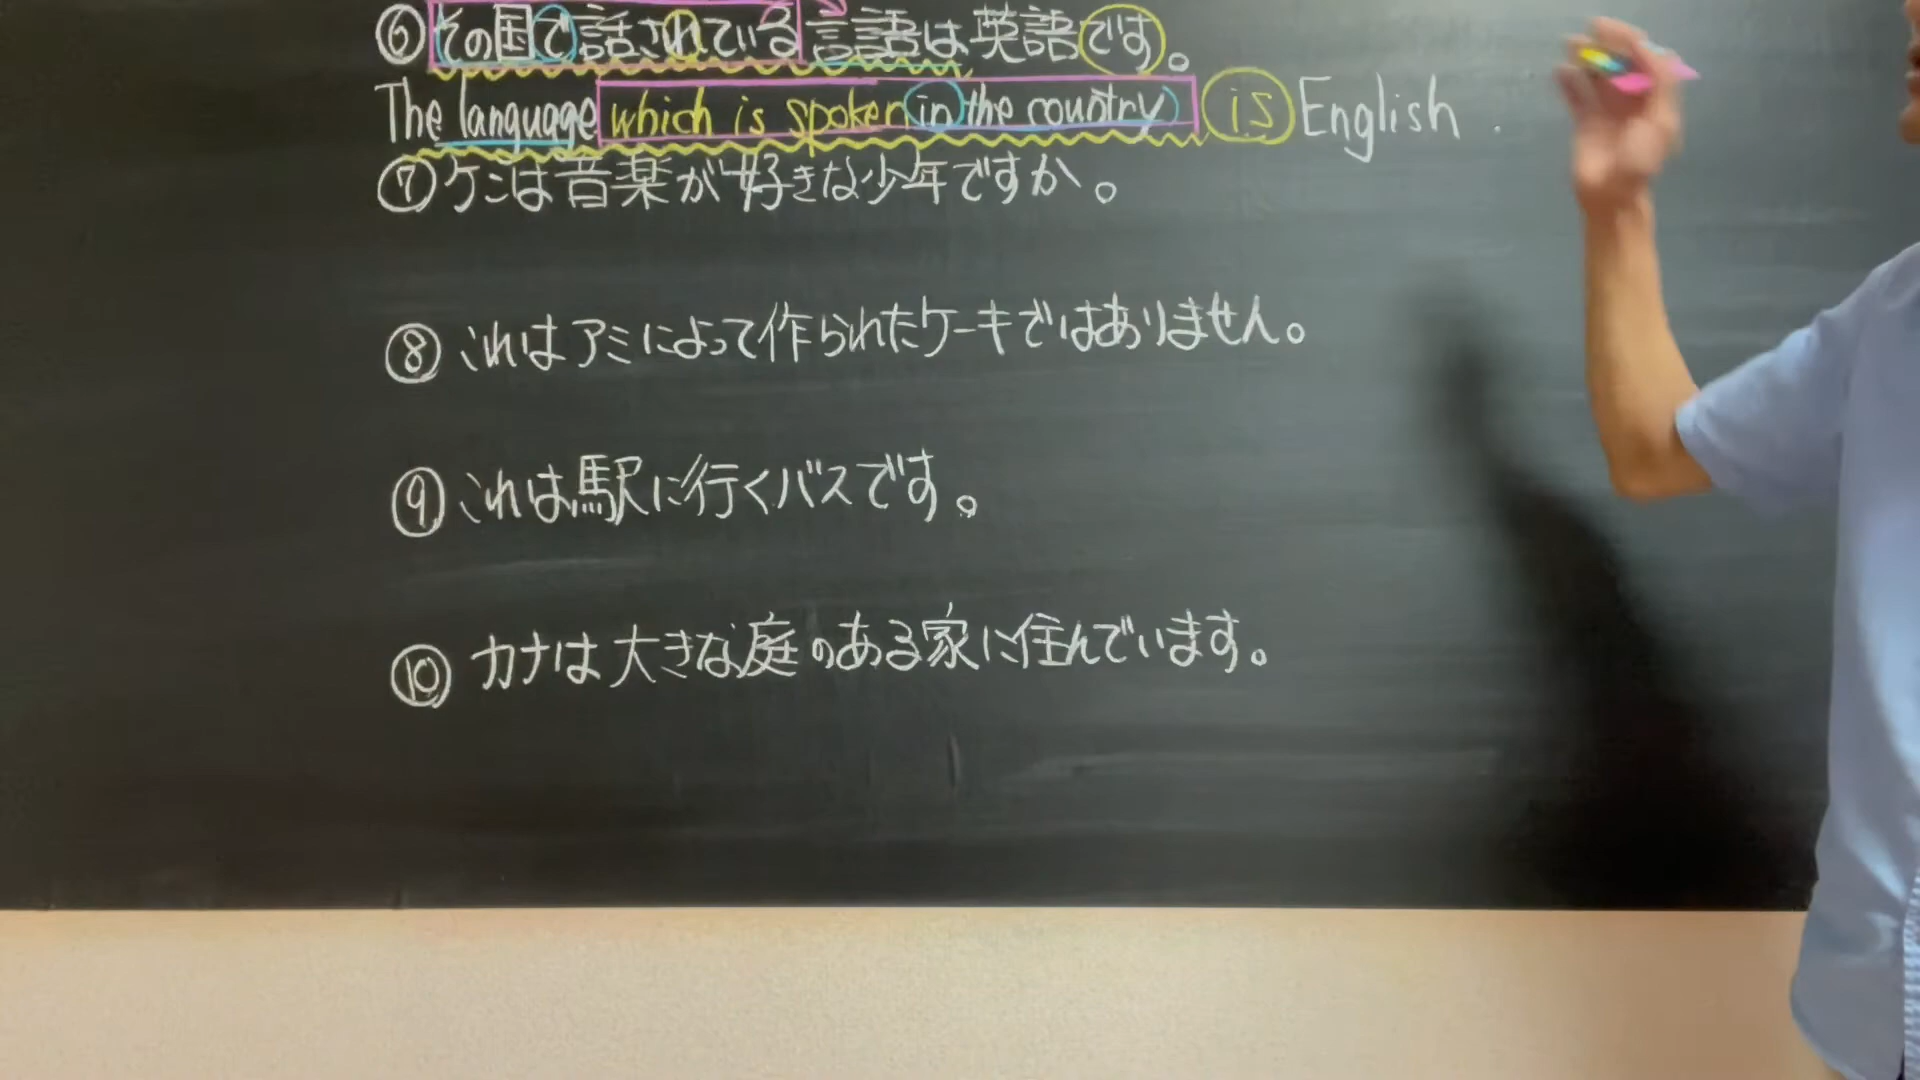 ⑥その国で話されている言語は英語です。
The language which is spoken in the country is English.
⑦ケンは音楽が好きな少年ですか。
⑧これはアミによって作られたケーキではありません。
⑨これは駅に行くバスです。
⑩カナは大きな庭のある家に住んでいます。